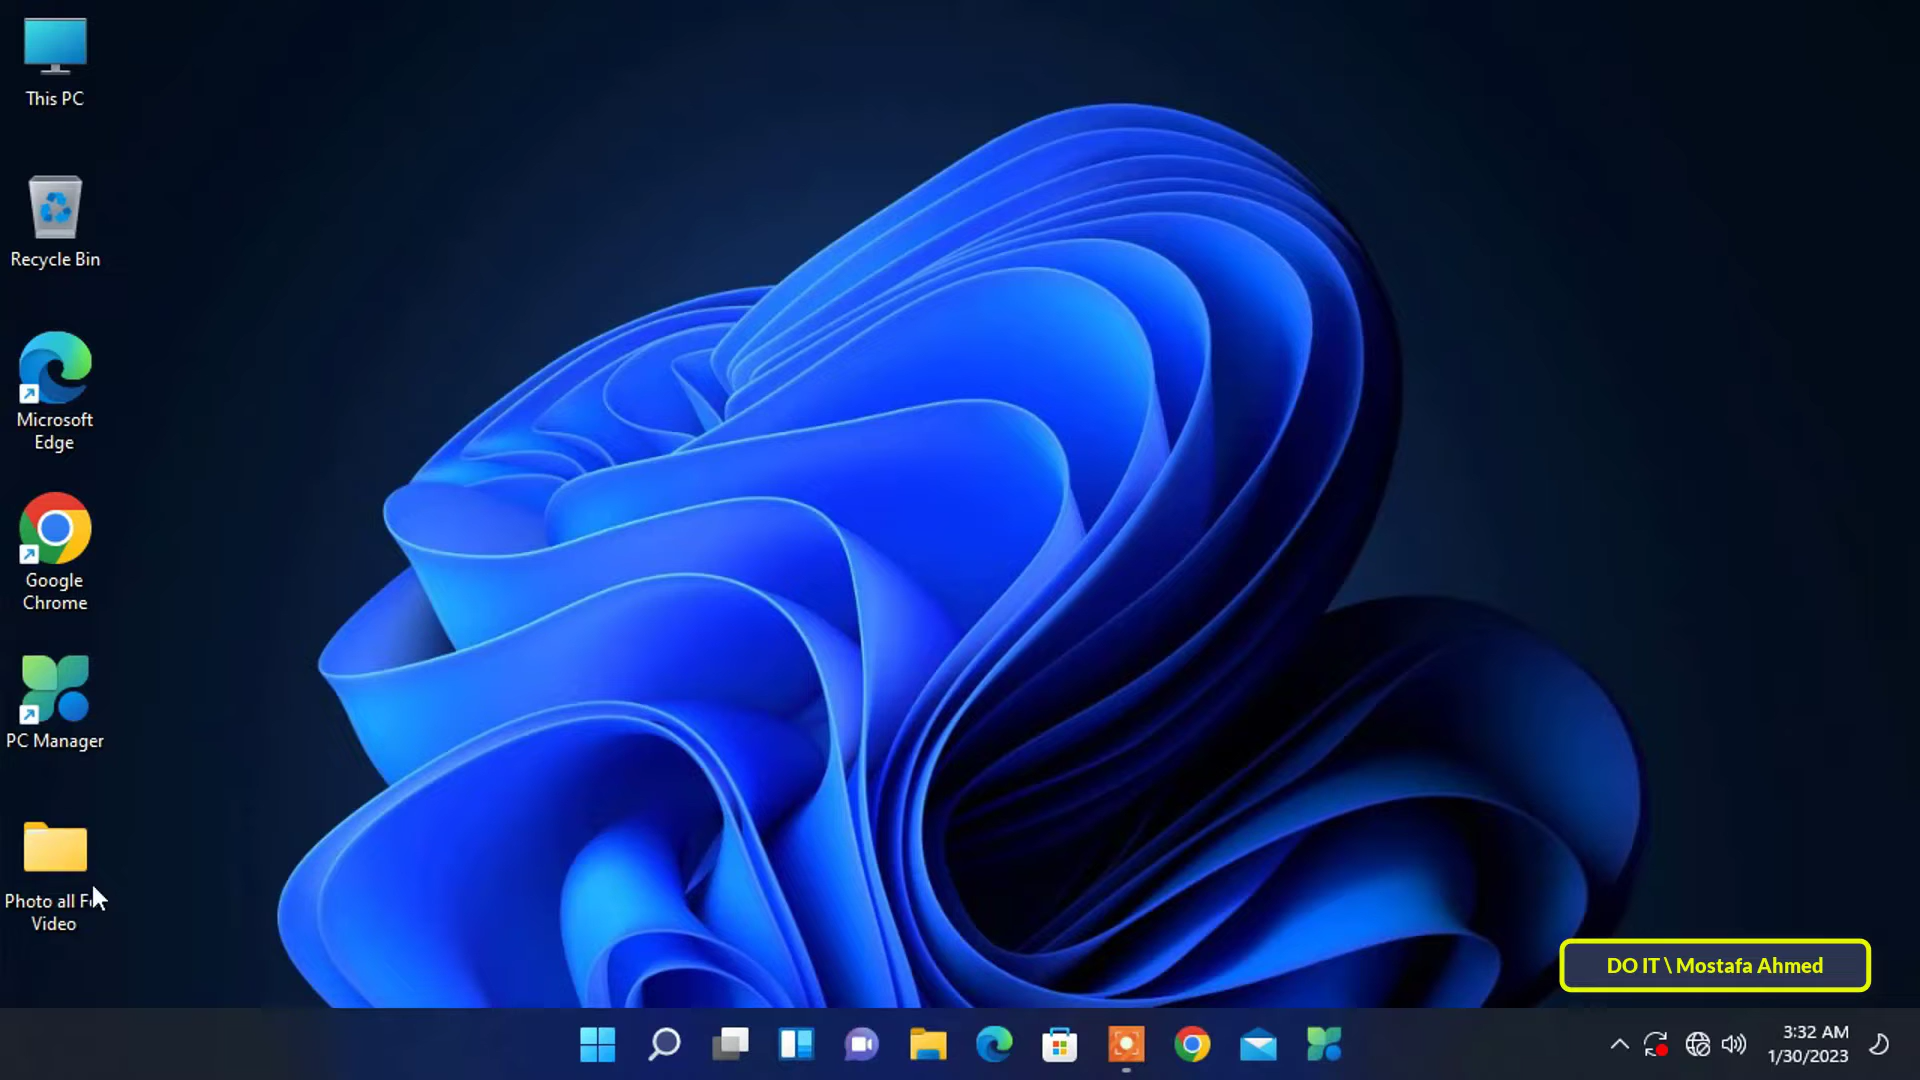 This PC
Recycle Bin
Microsoft
Edge
Google
Chrome
PC Manager
Photo all
Video
DO IT \ Mostafa Ahmed
3:32 AM
1/30/2023